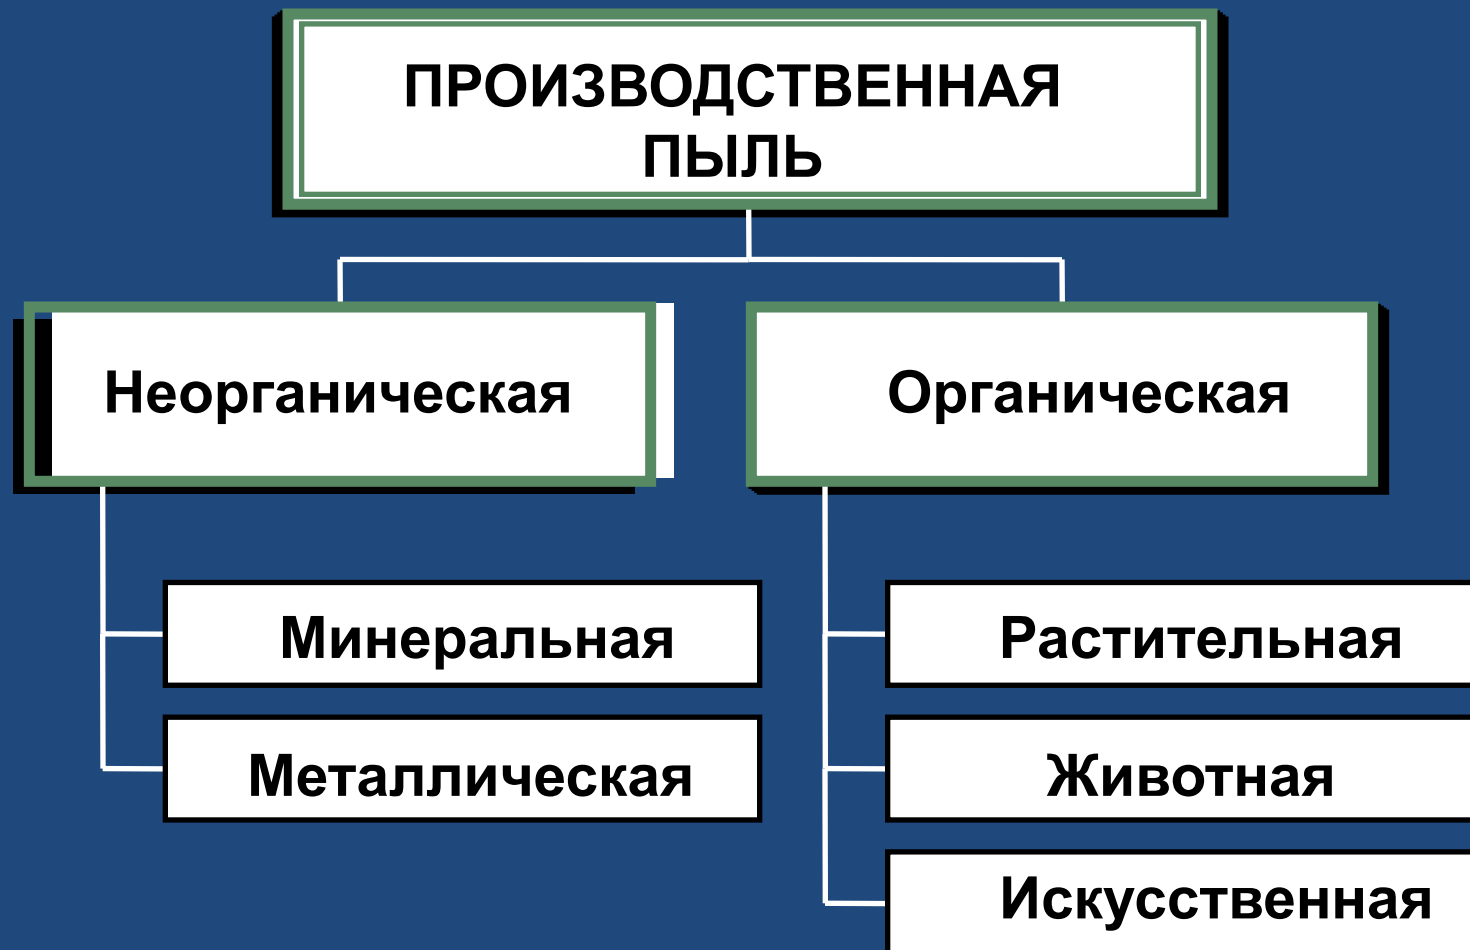 ПРОИЗВОДСТВЕННАЯ
ПЫЛЬ
Неорганическая
Органическая
Минеральная
Металлическая
Растительная
Животная
Искусственная